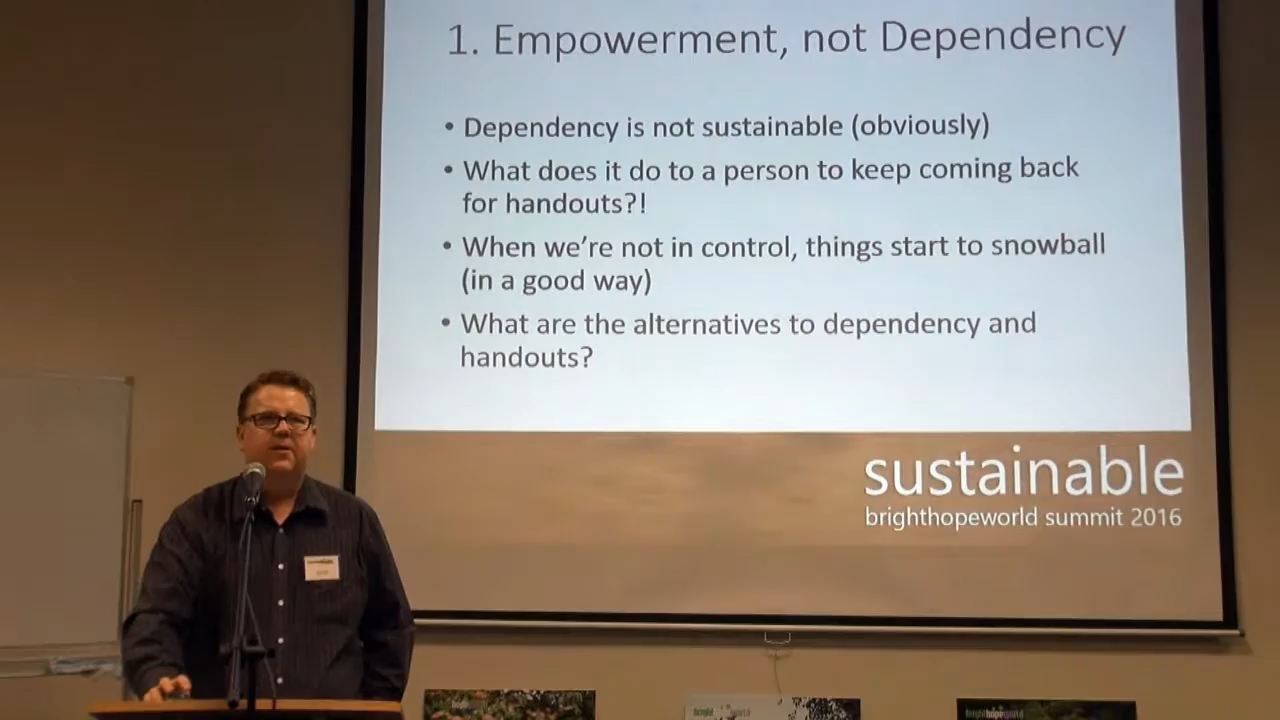 1. Empowerment, not Dependency
• Dependency is not sustainable (obviously)
• What does it do to a person to keep coming back
for handouts?!
• When we’re not in control, things start to snowball
(in a good way)
• What are the alternatives to dependency and
handouts?
sustainable
brighthopeworld summit 2016
brighthopeworld